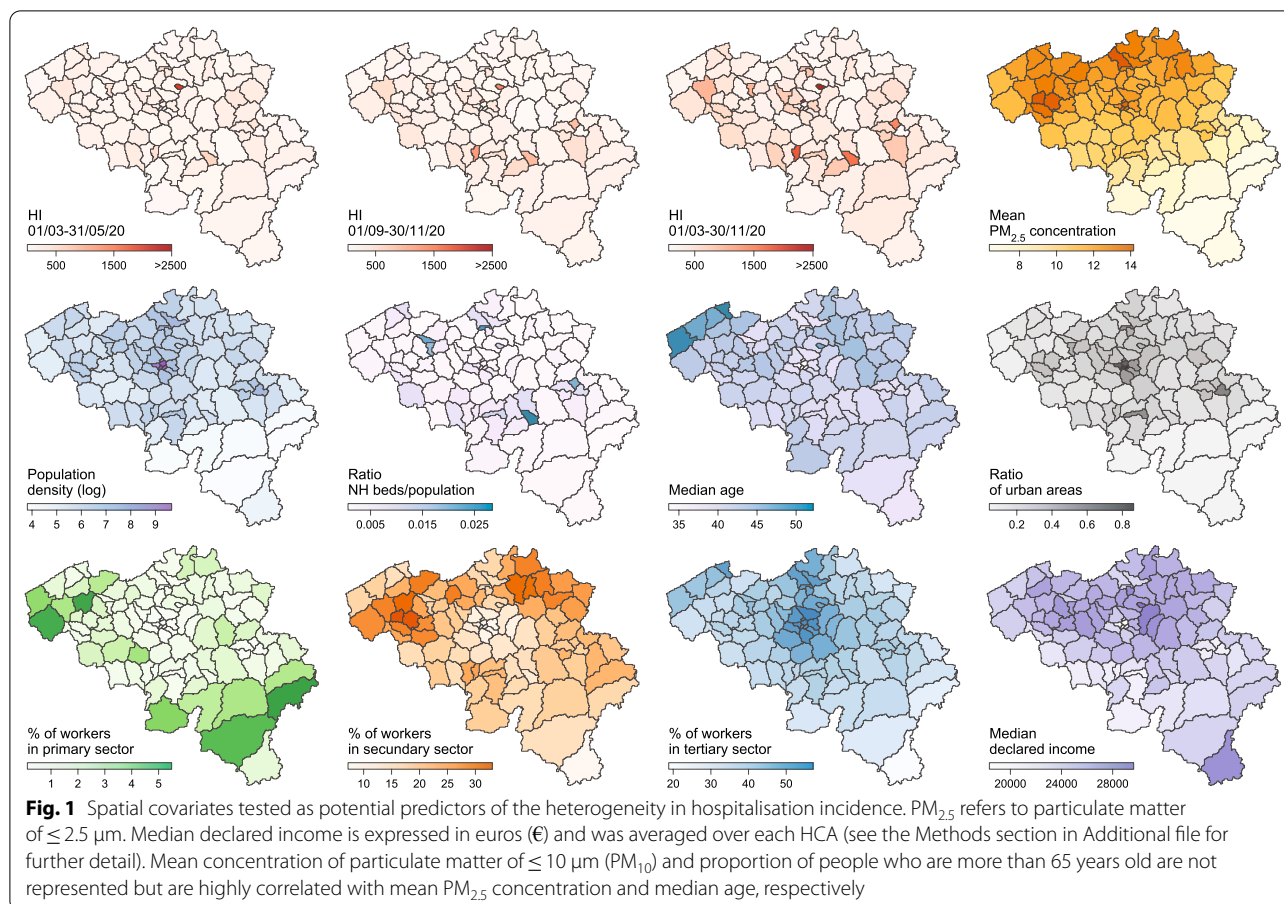 HI
01/03-31/05/20
500 1500 >2500
HI
01/09-30/11/20
500 1500 >2500
HI
01/03-30/11/20
500 1500 >2500
Mean
PM2.5 concentration
8 10 12 14
Population
density (log)
4 5 6 7 8 9
Ratio
NH beds/population
0.005 0.015 0.025
Median age
35 40 45 50
Ratio
of urban areas
0.2 0.4 0.6 0.8
% of workers
in primary sector
1 2 3 4 5
% of workers
in secundary sector
10 15 20 25 30
% of workers
in tertiary sector
20 30 40 50
Median
declared income
20000 24000 28000
Fig. 1 Spatial covariates tested as potential predictors of the heterogeneity in hospitalisation incidence. PM2.5 refers to particulate matter
of ≤ 2.5 μm. Median declared income is expressed in euros (€) and was averaged over each HCA (see the Methods section in Additional file for
further detail). Mean concentration of particulate matter of ≤ 10 μm (PM10) and proportion of people who are more than 65 years old are not
represented but are highly correlated with mean PM2.5 concentration and median age, respectively